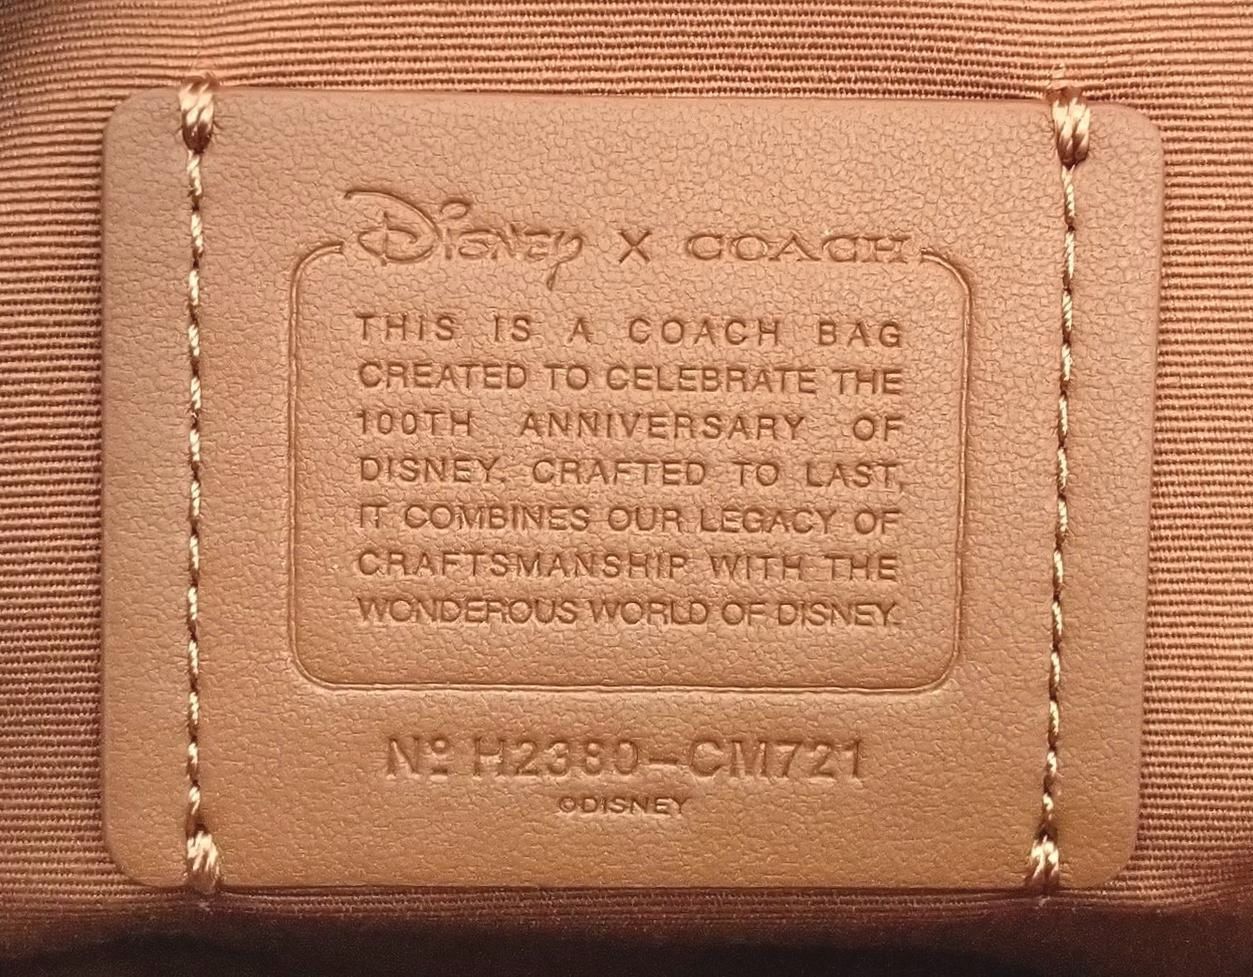 Disney X COACH
THIS IS A COACH BAG
CREATED TO CELEBRATE THE
100TH ANNIVERSARY OF
DISNEY. CRAFTED TO LAST,
IT COMBINES OUR LEGACY OF
CRAFTSMANSHIP WITH THE
WONDEROUS WORLD OF DISNEY.
Nº H2380-CM721
©DISNEY